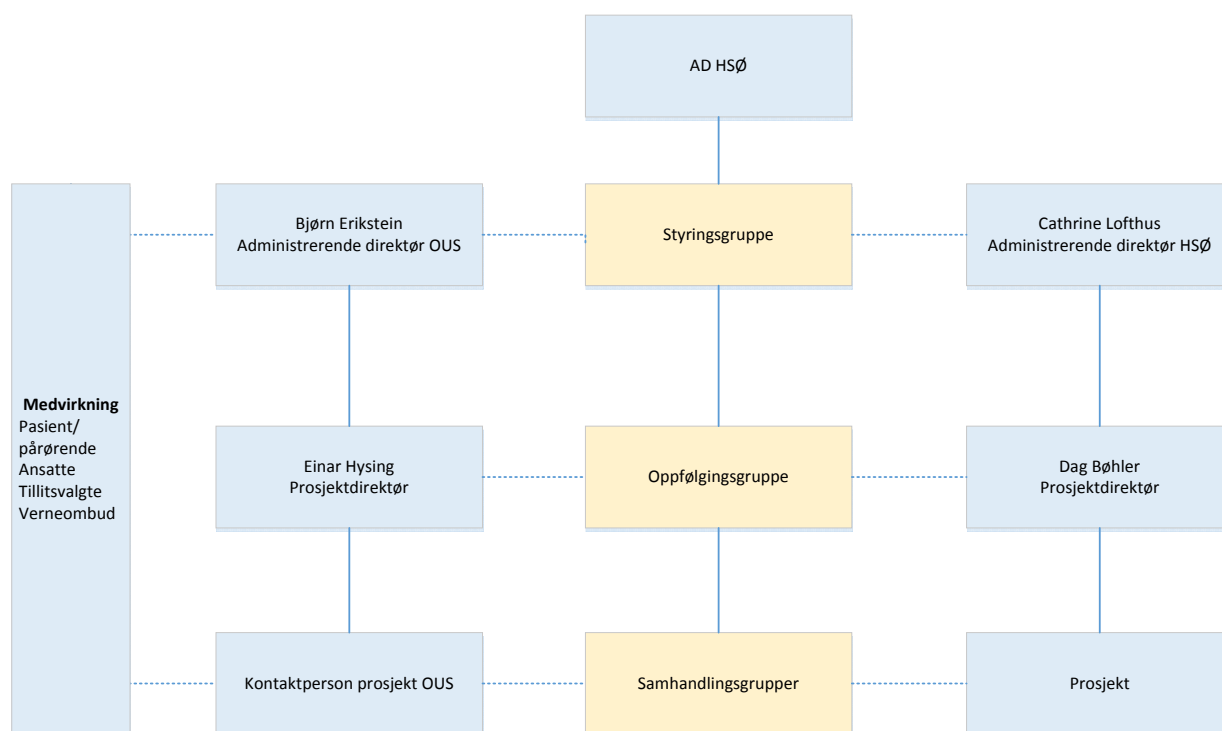 AD HSØ
Bjørn Erikstein
Administrerende direktør OUS
Styringsgruppe
Cathrine Lofthus
Administrerende direktør HSØ
Medvirkning
Pasient/
pårørende
Ansatte
Tillitsvalgte
Verneombud
Einar Hysing
Prosjektdirektør
Oppfølgingsgruppe
Dag Bøhler
Prosjektdirektør
Kontaktperson prosjekt OUS
Samhandlingsgrupper
Prosjekt